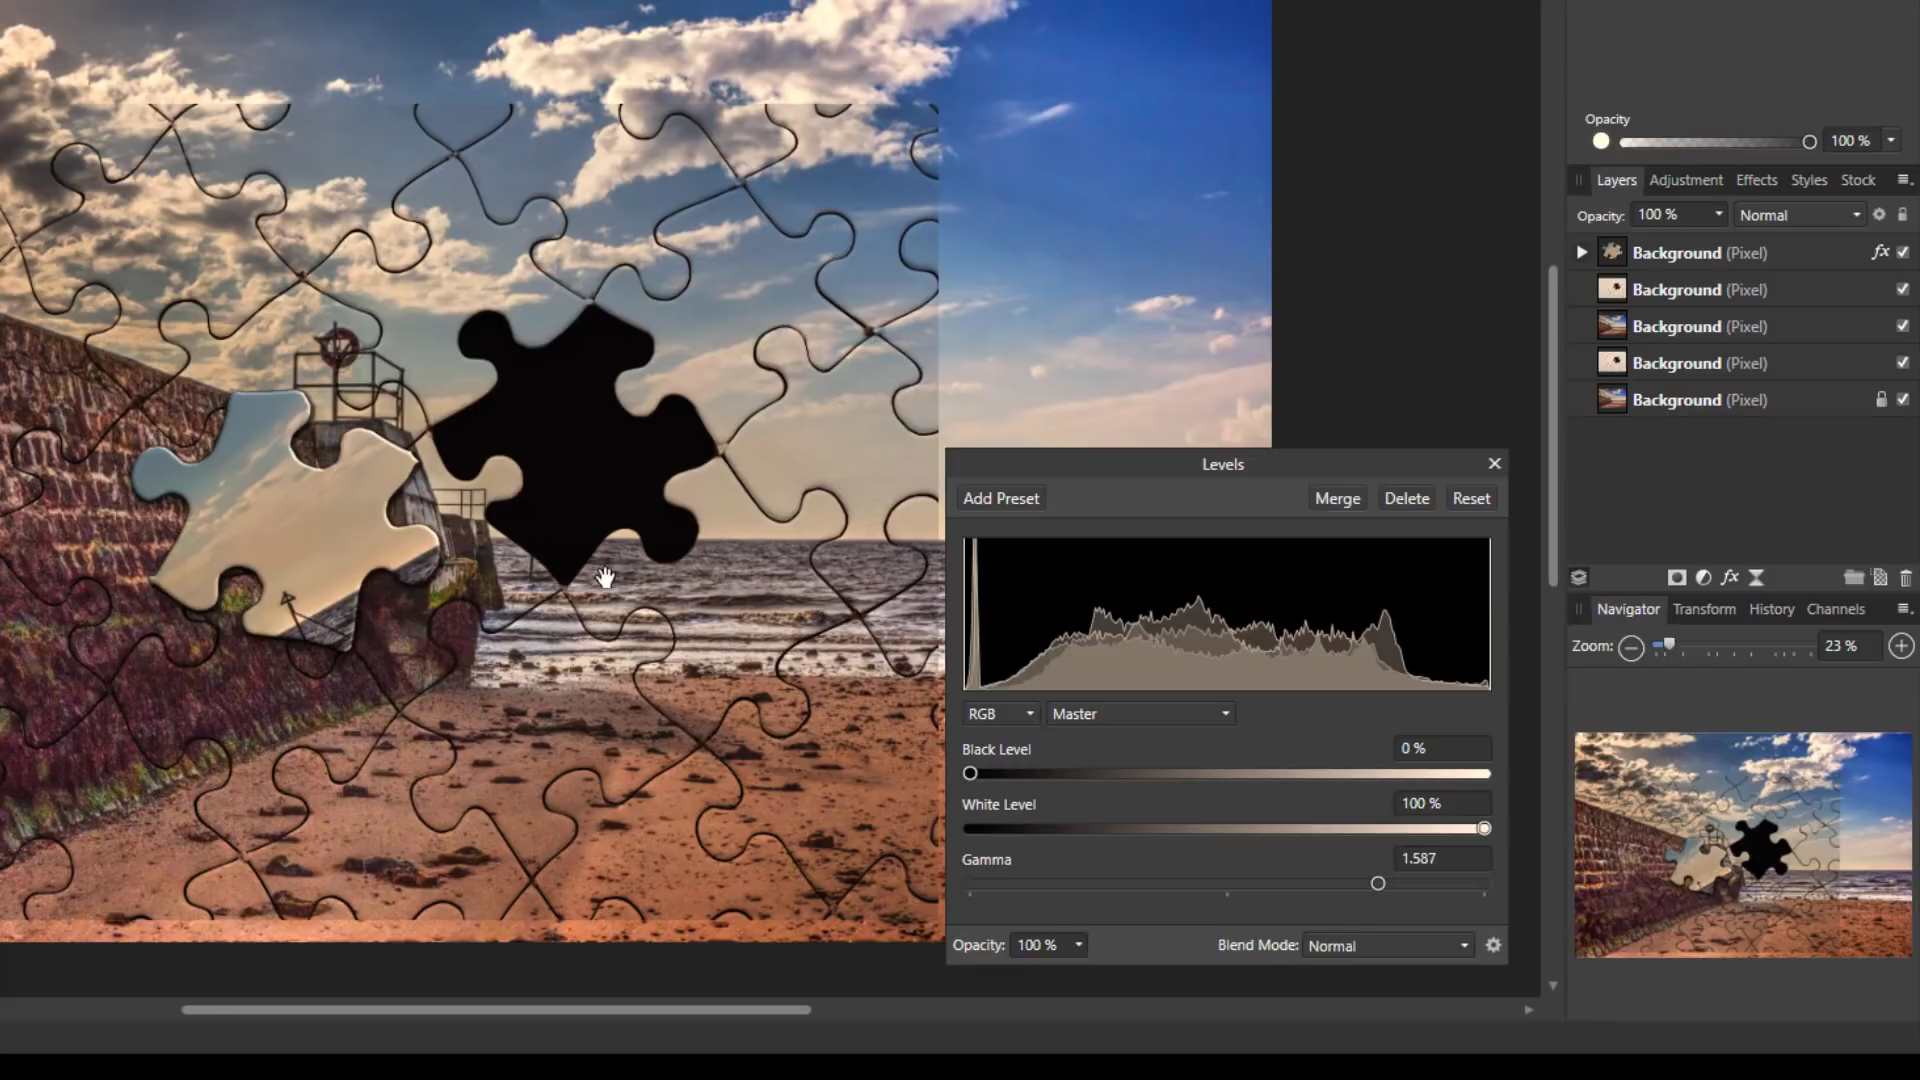 Opacity
100 %
Layers Adjustment Effects Styles Stock
Opacity: 100 % Normal
Background (Pixel) fx
Background (Pixel)
Background (Pixel)
Background (Pixel)
Background (Pixel)
fx
Navigator Transform History Channels
Zoom: 23 %
Levels
Add Preset Merge Delete Reset
RGB Master
Black Level 0 %
White Level 100 %
Gamma 1.587
Opacity: 100 % Blend Mode: Normal